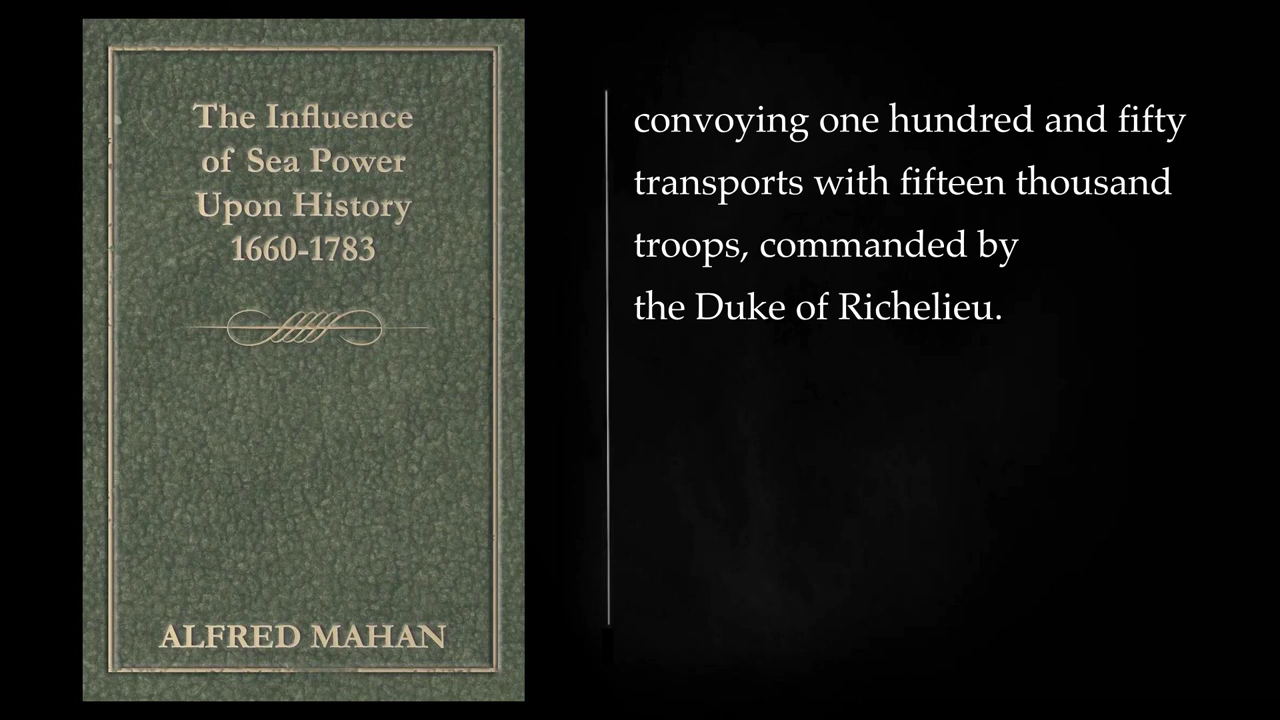 The Influence
of Sea Power
Upon History
1660-1783
ALFRED MAHAN
convoying one hundred and fifty
transports with fifteen thousand
troops, commanded by
the Duke of Richelieu.